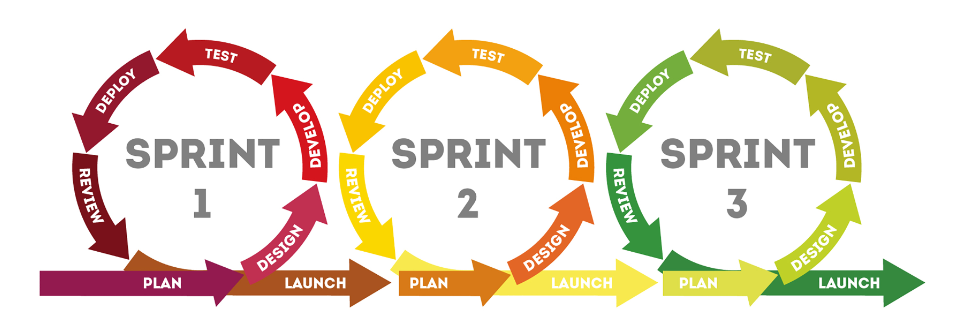 TEST
DEPLOY
DEVELOP
SPRINT
1
REVIEW
DESIGN
PLAN
LAUNCH
TEST
DEPLOY
DEVELOP
SPRINT
2
REVIEW
DESIGN
PLAN
LAUNCH
TEST
DEPLOY
DEVELOP
SPRINT
3
REVIEW
DESIGN
PLAN
LAUNCH